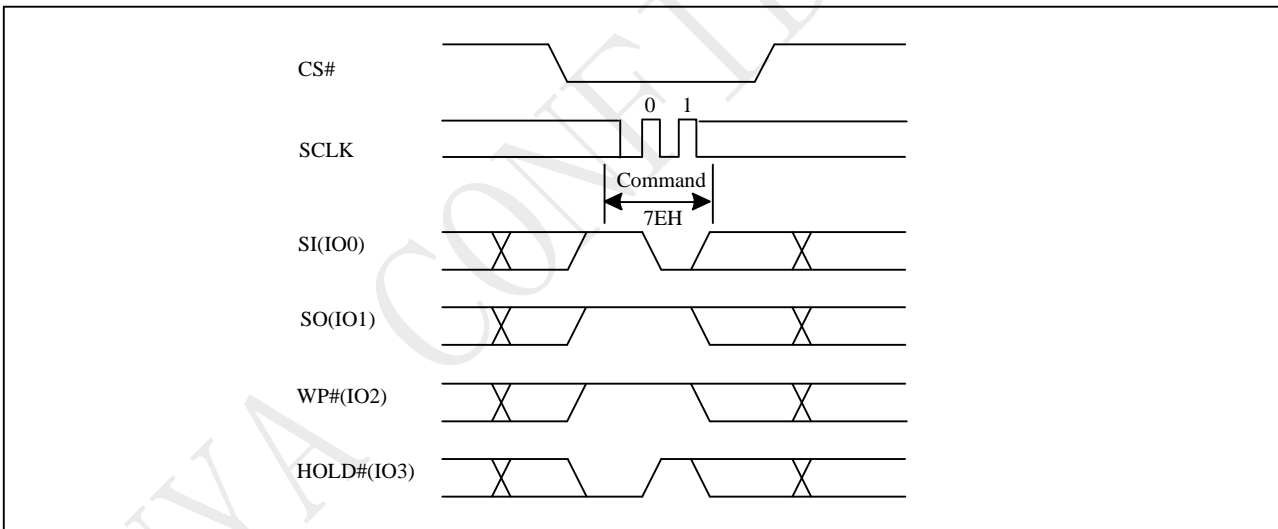 CS#
0 1
SCLK
Command
7EH
SI(IO0)
SO(IO1)
WP#(IO2)
HOLD#(IO3)